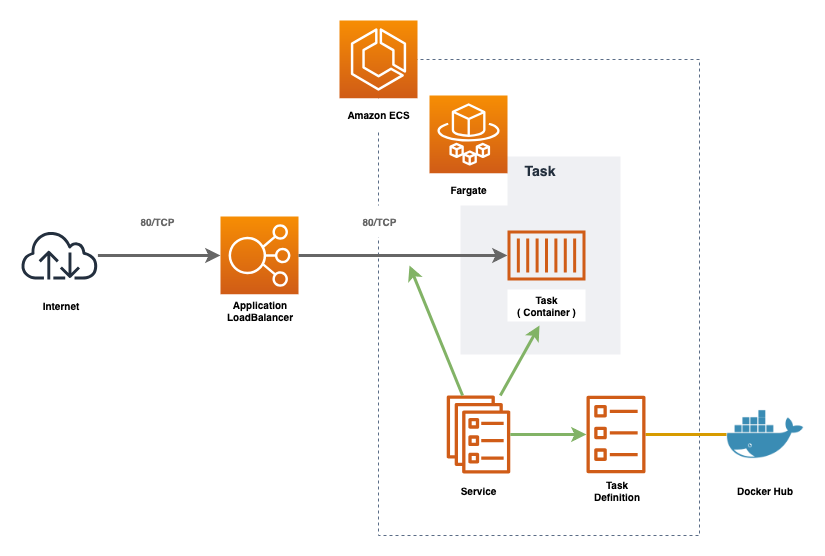 Amazon ECS
Fargate
Task
80/TCP
80/TCP
Internet
Application
LoadBalancer
Task
( Container )
Service
Task
Definition
Docker Hub